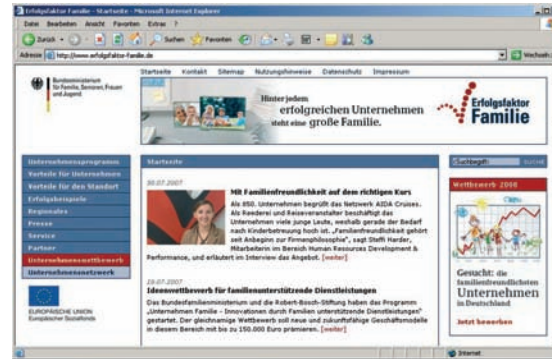 Erfolgsfaktor Familie - Startseite - Microsoft Internet Explorer
Datei Bearbeiten Ansicht Favoriten Extras ?
Zurück Suchen Favoriten
Adresse http://www.erfolgsfaktor-familie.de Wechseln
Startseite Kontakt Sitemap Nutzungshinweise Datenschutz Impressum
Bundesministerium
für Familie, Senioren, Frauen
und Jugend
Hinter jedem
erfolgreichen Unternehmen
steht eine große Familie.
Erfolgsfaktor
Familie
Unternehmensprogramm
Vorteile für Unternehmen
Vorteile für den Standort
Erfolgsbeispiele
Regionales
Presse
Service
Partner
Unternehmenswettbewerb
Unternehmensnetzwerk
EUROPÄISCHE UNION
Europäischer Sozialfonds
Startseite
30.07.2007
Mit Familienfreundlichkeit auf dem richtigen Kurs
Als 850. Unternehmen begrüßt das Netzwerk AIDA Cruises.
Als Reederei und Reiseveranstalter beschäftigt das
Unternehmen viele junge Leute, weshalb gerade der Bedarf
nach Kinderbetreuung hoch ist. „Familienfreundlichkeit gehört
seit Anbeginn zur Firmenphilosophie", sagt Steffi Harder,
Mitarbeiterin im Bereich Human Resources Development &
Performance, und erläutert im Interview das Angebot. [weiter]
Ideenwettbewerb für familienunterstützende Dienstleistungen
Das Bundesfamilienministerium und die Robert-Bosch-Stiftung haben das Programm
„Unternehmen Familie - Innovationen durch familienunterstützende Dienstleistungen"
gestartet. Der gleichnamige Wettbewerb soll neue und zukunftsfähige Geschäftsmodelle
in diesem Bereich mit bis zu 150.000 Euro prämieren. [weiter]
Suchbegriff
Wettbewerb 2008
Gesucht: die
familienfreundlichsten
Unternehmen
in Deutschland
Jetzt bewerben
Internet